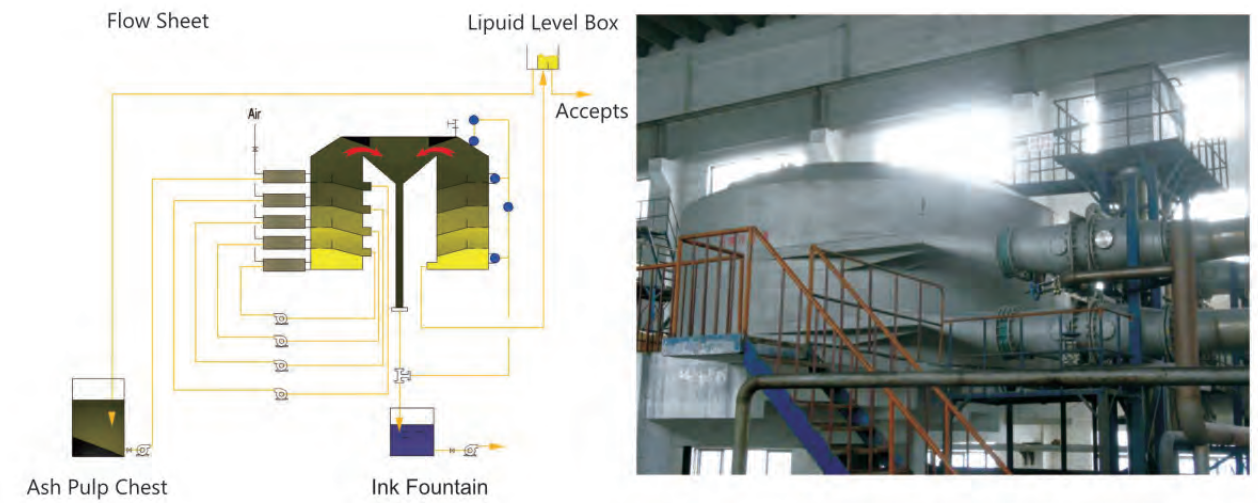 Flow Sheet
Lipuid Level Box
Accepts
Air
Ash Pulp Chest
Ink Fountain